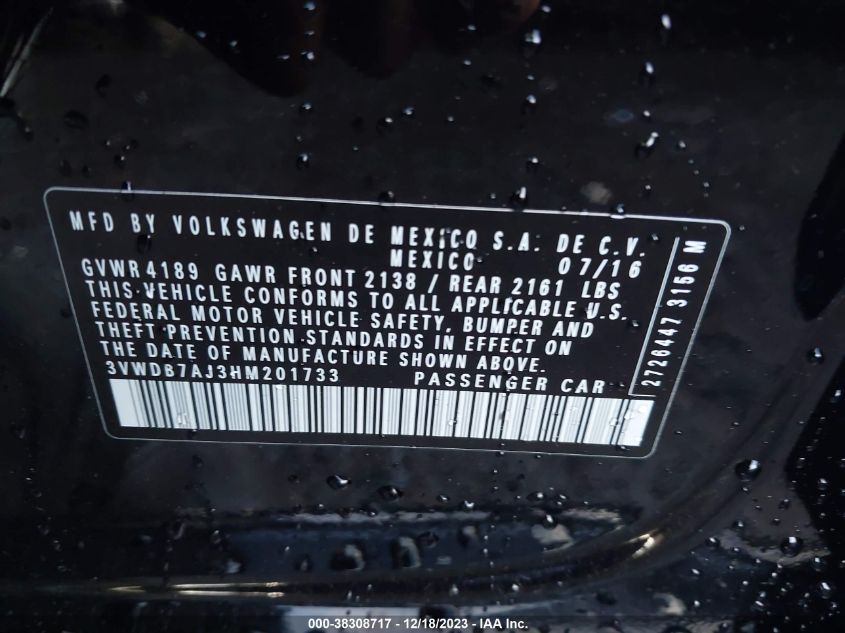 MFD BY VOLKSWAGEN DE MEXICO S.A. DE C.V.
MEXICO 07/16
GVWR 4189 GAWR FRONT 2138 / REAR 2161 LBS
THIS VEHICLE CONFORMS TO ALL APPLICABLE U.S.
FEDERAL MOTOR VEHICLE SAFETY, BUMPER AND
THEFT PREVENTION STANDARDS IN EFFECT ON
THE DATE OF MANUFACTURE SHOWN ABOVE.
3VWDB7AJ3HM201733 PASSENGER CAR
2726447 3156 M
000-38308717 - 12/18/2023 - IAA Inc.